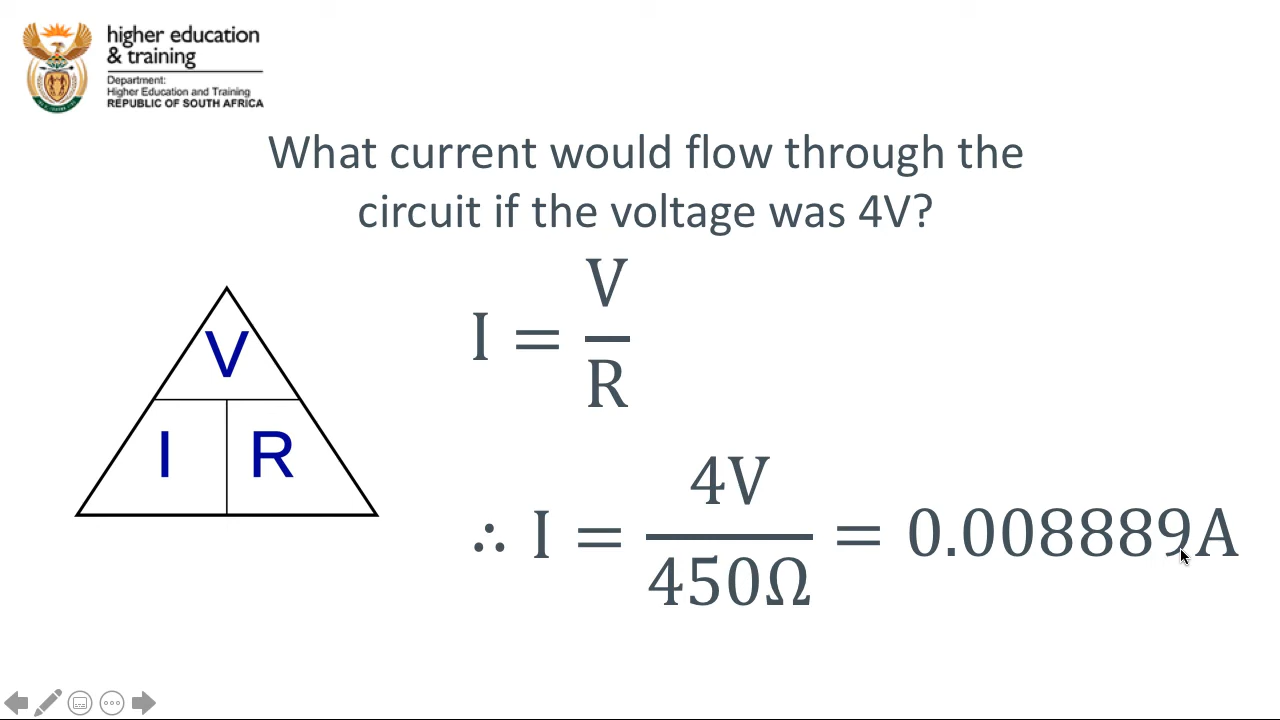 higher education
& training
Department:
Higher Education and Training
REPUBLIC OF SOUTH AFRICA
What current would flow through the
circuit if the voltage was 4V?
V
I R
I = V/R
∴ I = 4V/450Ω = 0.008889A